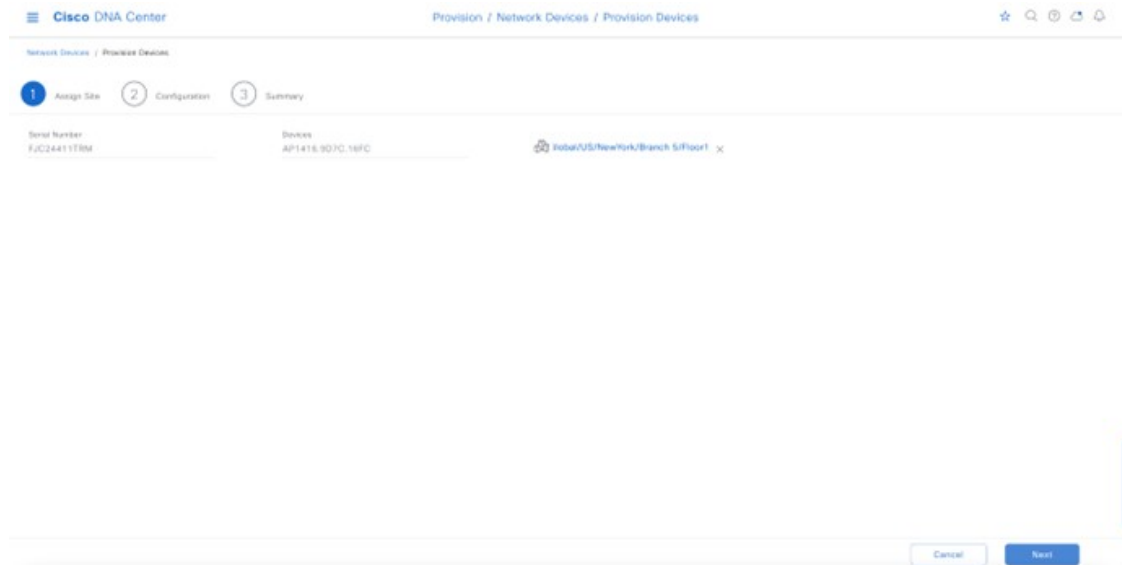 Cisco DNA Center
Provision / Network Devices / Provision Devices
Network Devices / Provision Devices
1 Assign Site 2 Configuration 3 Summary
Serial Number Devices
FJC24411TRM AP1416.9D7C.16FC lobal/US/NewYork/Branch 5/Floor1
Cancel Next